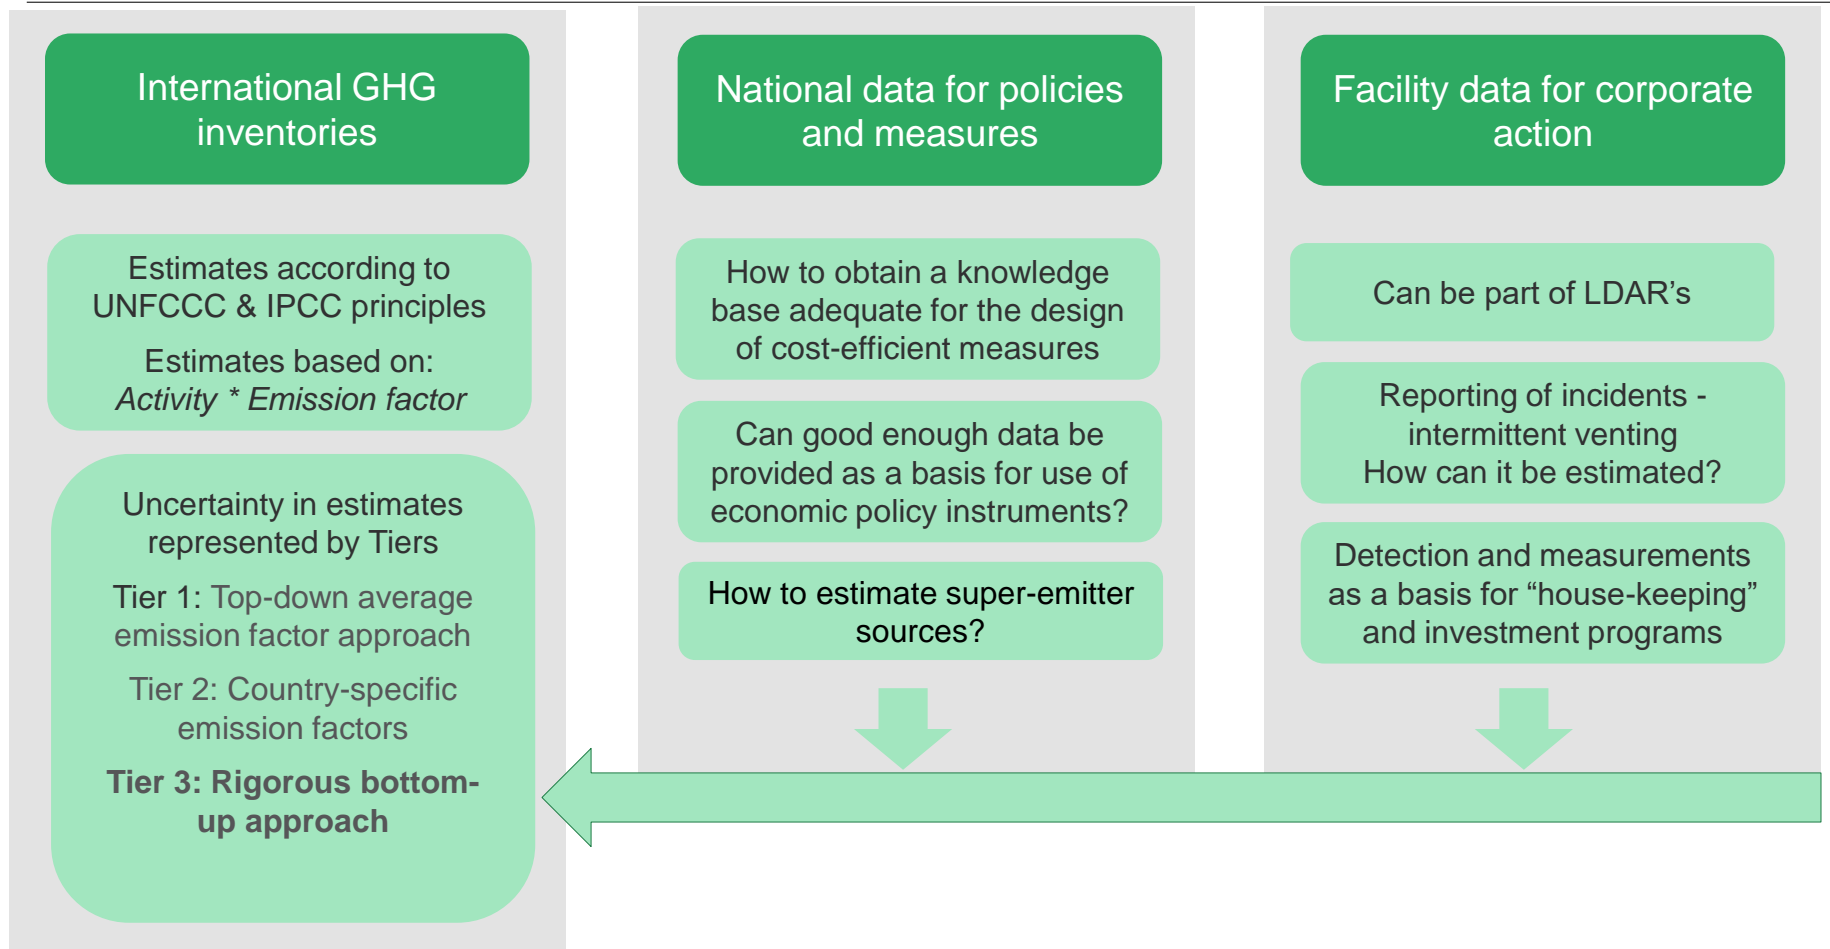 International GHG
inventories
Estimates according to
UNFCCC & IPCC principles
Estimates based on:
Activity * Emission factor
Uncertainty in estimates
represented by Tiers
Tier 1: Top-down average
emission factor approach
Tier 2: Country-specific
emission factors
Tier 3: Rigorous bottom-
up approach
National data for policies
and measures
How to obtain a knowledge
base adequate for the design
of cost-efficient measures
Can good enough data be
provided as a basis for use of
economic policy instruments?
How to estimate super-emitter
sources?
Facility data for corporate
action
Can be part of LDAR’s
Reporting of incidents -
intermittent venting
How can it be estimated?
Detection and measurements
as a basis for “house-keeping”
and investment programs